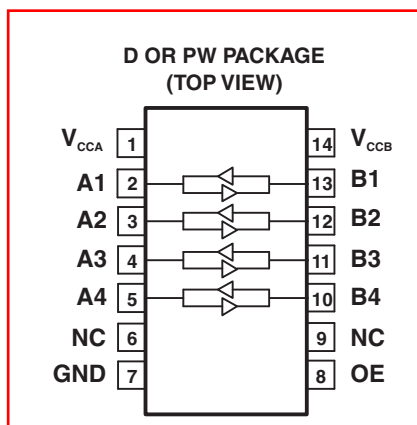 D OR PW PACKAGE
(TOP VIEW)
VCCA 1 14 VCCB
A1 2 13 B1
A2 3 12 B2
A3 4 11 B3
A4 5 10 B4
NC 6 9 NC
GND 7 8 OE